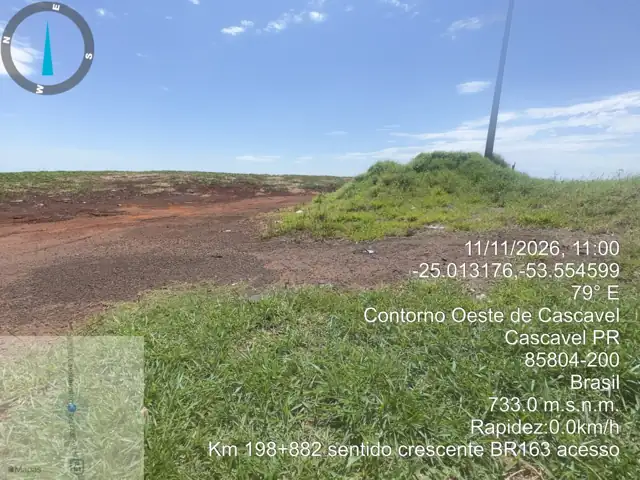 E
N
S
W
11/11/2026, 11:00
-25.013176,-53.554599
79° E
Contorno Oeste de Cascavel
Cascavel PR
85804-200
Brasil
733.0 m.s.n.m.
Rapidez:0.0km/h
Km 198+882 sentido crescente BR163 acesso
Mapas